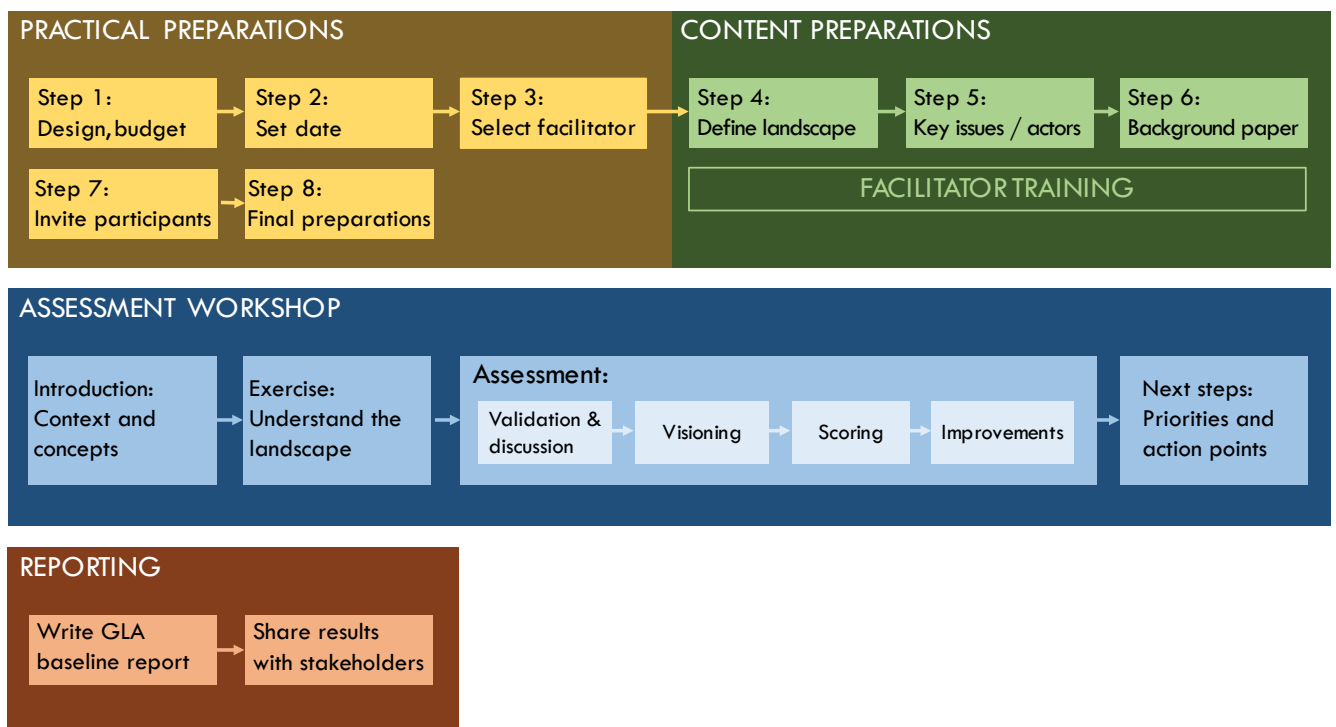 PRACTICAL PREPARATIONS
Step 1:
Design, budget
Step 2:
Set date
Step 3:
Select facilitator
Step 7:
Invite participants
Step 8:
Final preparations
CONTENT PREPARATIONS
Step 4:
Define landscape
Step 5:
Key issues / actors
Step 6:
Background paper
FACILITATOR TRAINING
ASSESSMENT WORKSHOP
Introduction:
Context and
concepts
Exercise:
Understand the
landscape
Assessment:
Validation &
discussion
Visioning
Scoring
Improvements
Next steps:
Priorities and
action points
REPORTING
Write GLA
baseline report
Share results
with stakeholders